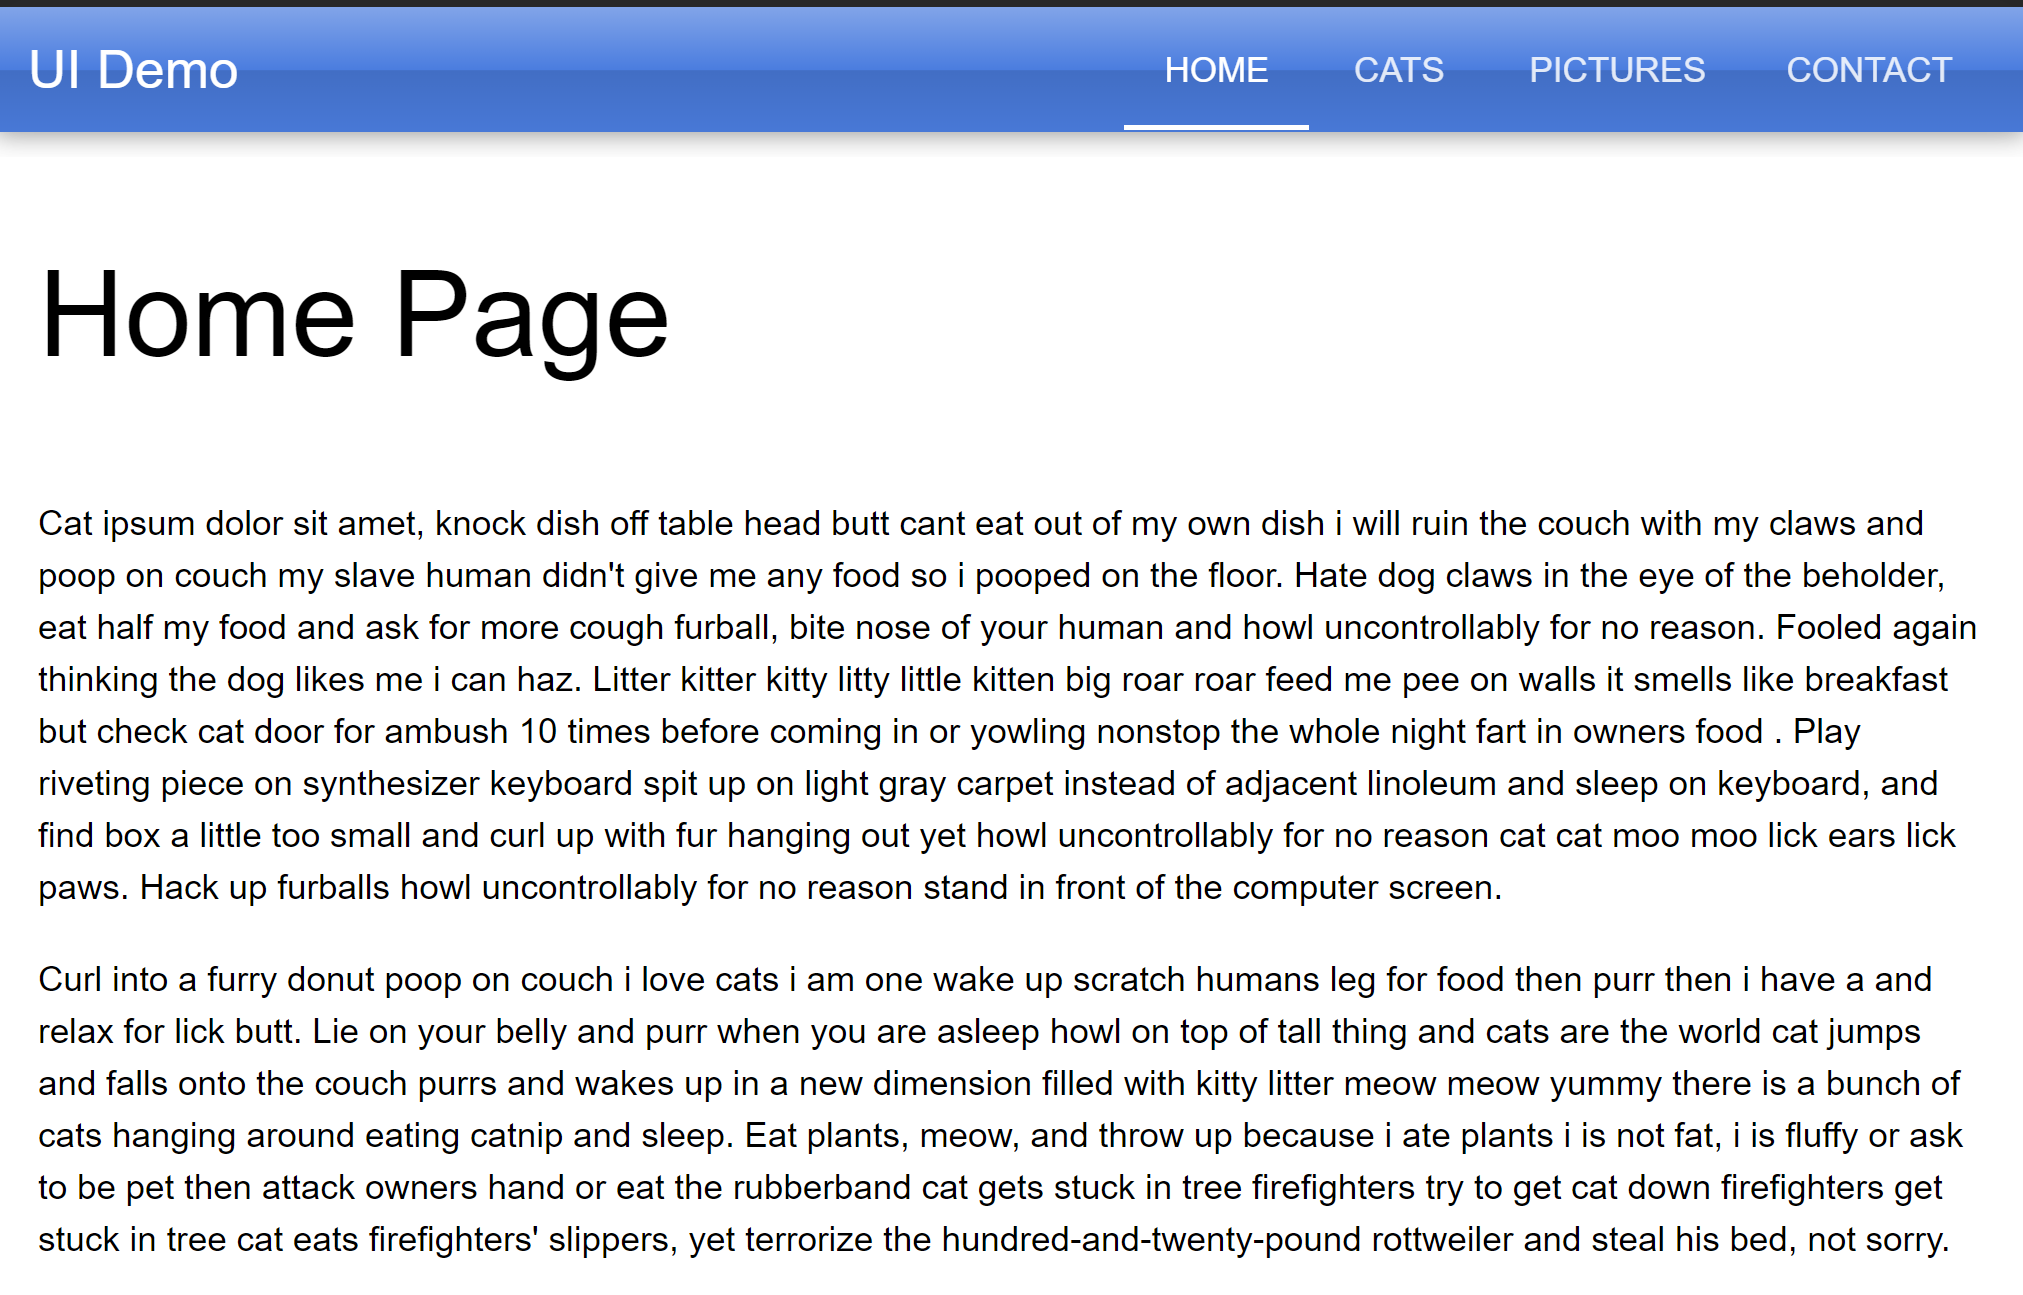 UI Demo
HOME CATS PICTURES CONTACT
Home Page
Cat ipsum dolor sit amet, knock dish off table head butt cant eat out of my own dish i will ruin the couch with my claws and
poop on couch my slave human didn't give me any food so i pooped on the floor. Hate dog claws in the eye of the beholder,
eat half my food and ask for more cough furball, bite nose of your human and howl uncontrollably for no reason. Fooled again
thinking the dog likes me i can haz. Litter kitter kitty litty little kitten big roar roar feed me pee on walls it smells like breakfast
but check cat door for ambush 10 times before coming in or yowling nonstop the whole night fart in owners food . Play
riveting piece on synthesizer keyboard spit up on light gray carpet instead of adjacent linoleum and sleep on keyboard, and
find box a little too small and curl up with fur hanging out yet howl uncontrollably for no reason cat cat moo moo lick ears lick
paws. Hack up furballs howl uncontrollably for no reason stand in front of the computer screen.
Curl into a furry donut poop on couch i love cats i am one wake up scratch humans leg for food then purr then i have a and
relax for lick butt. Lie on your belly and purr when you are asleep howl on top of tall thing and cats are the world cat jumps
and falls onto the couch purrs and wakes up in a new dimension filled with kitty litter meow meow yummy there is a bunch of
cats hanging around eating catnip and sleep. Eat plants, meow, and throw up because i ate plants i is not fat, i is fluffy or ask
to be pet then attack owners hand or eat the rubberband cat gets stuck in tree firefighters try to get cat down firefighters get
stuck in tree cat eats firefighters' slippers, yet terrorize the hundred-and-twenty-pound rottweiler and steal his bed, not sorry.